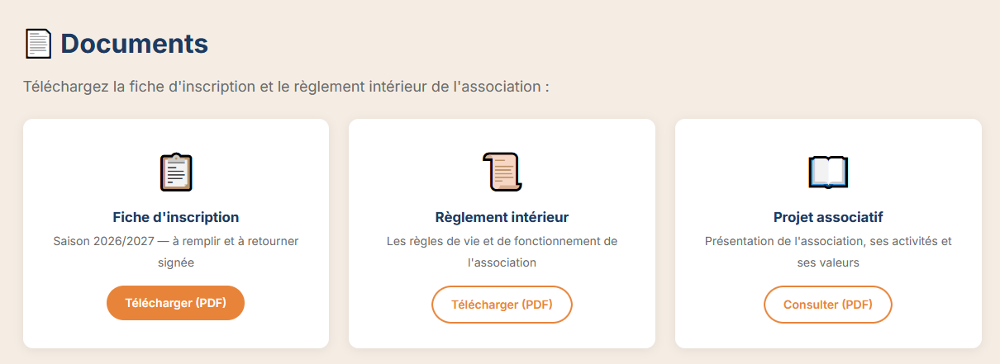 Documents
Téléchargez la fiche d'inscription et le règlement intérieur de l'association :
Fiche d'inscription
Saison 2026/2027 — à remplir et à retourner
signée
Télécharger (PDF)
Règlement intérieur
Les règles de vie et de fonctionnement de
l'association
Télécharger (PDF)
Projet associatif
Présentation de l'association, ses activités et
ses valeurs
Consulter (PDF)